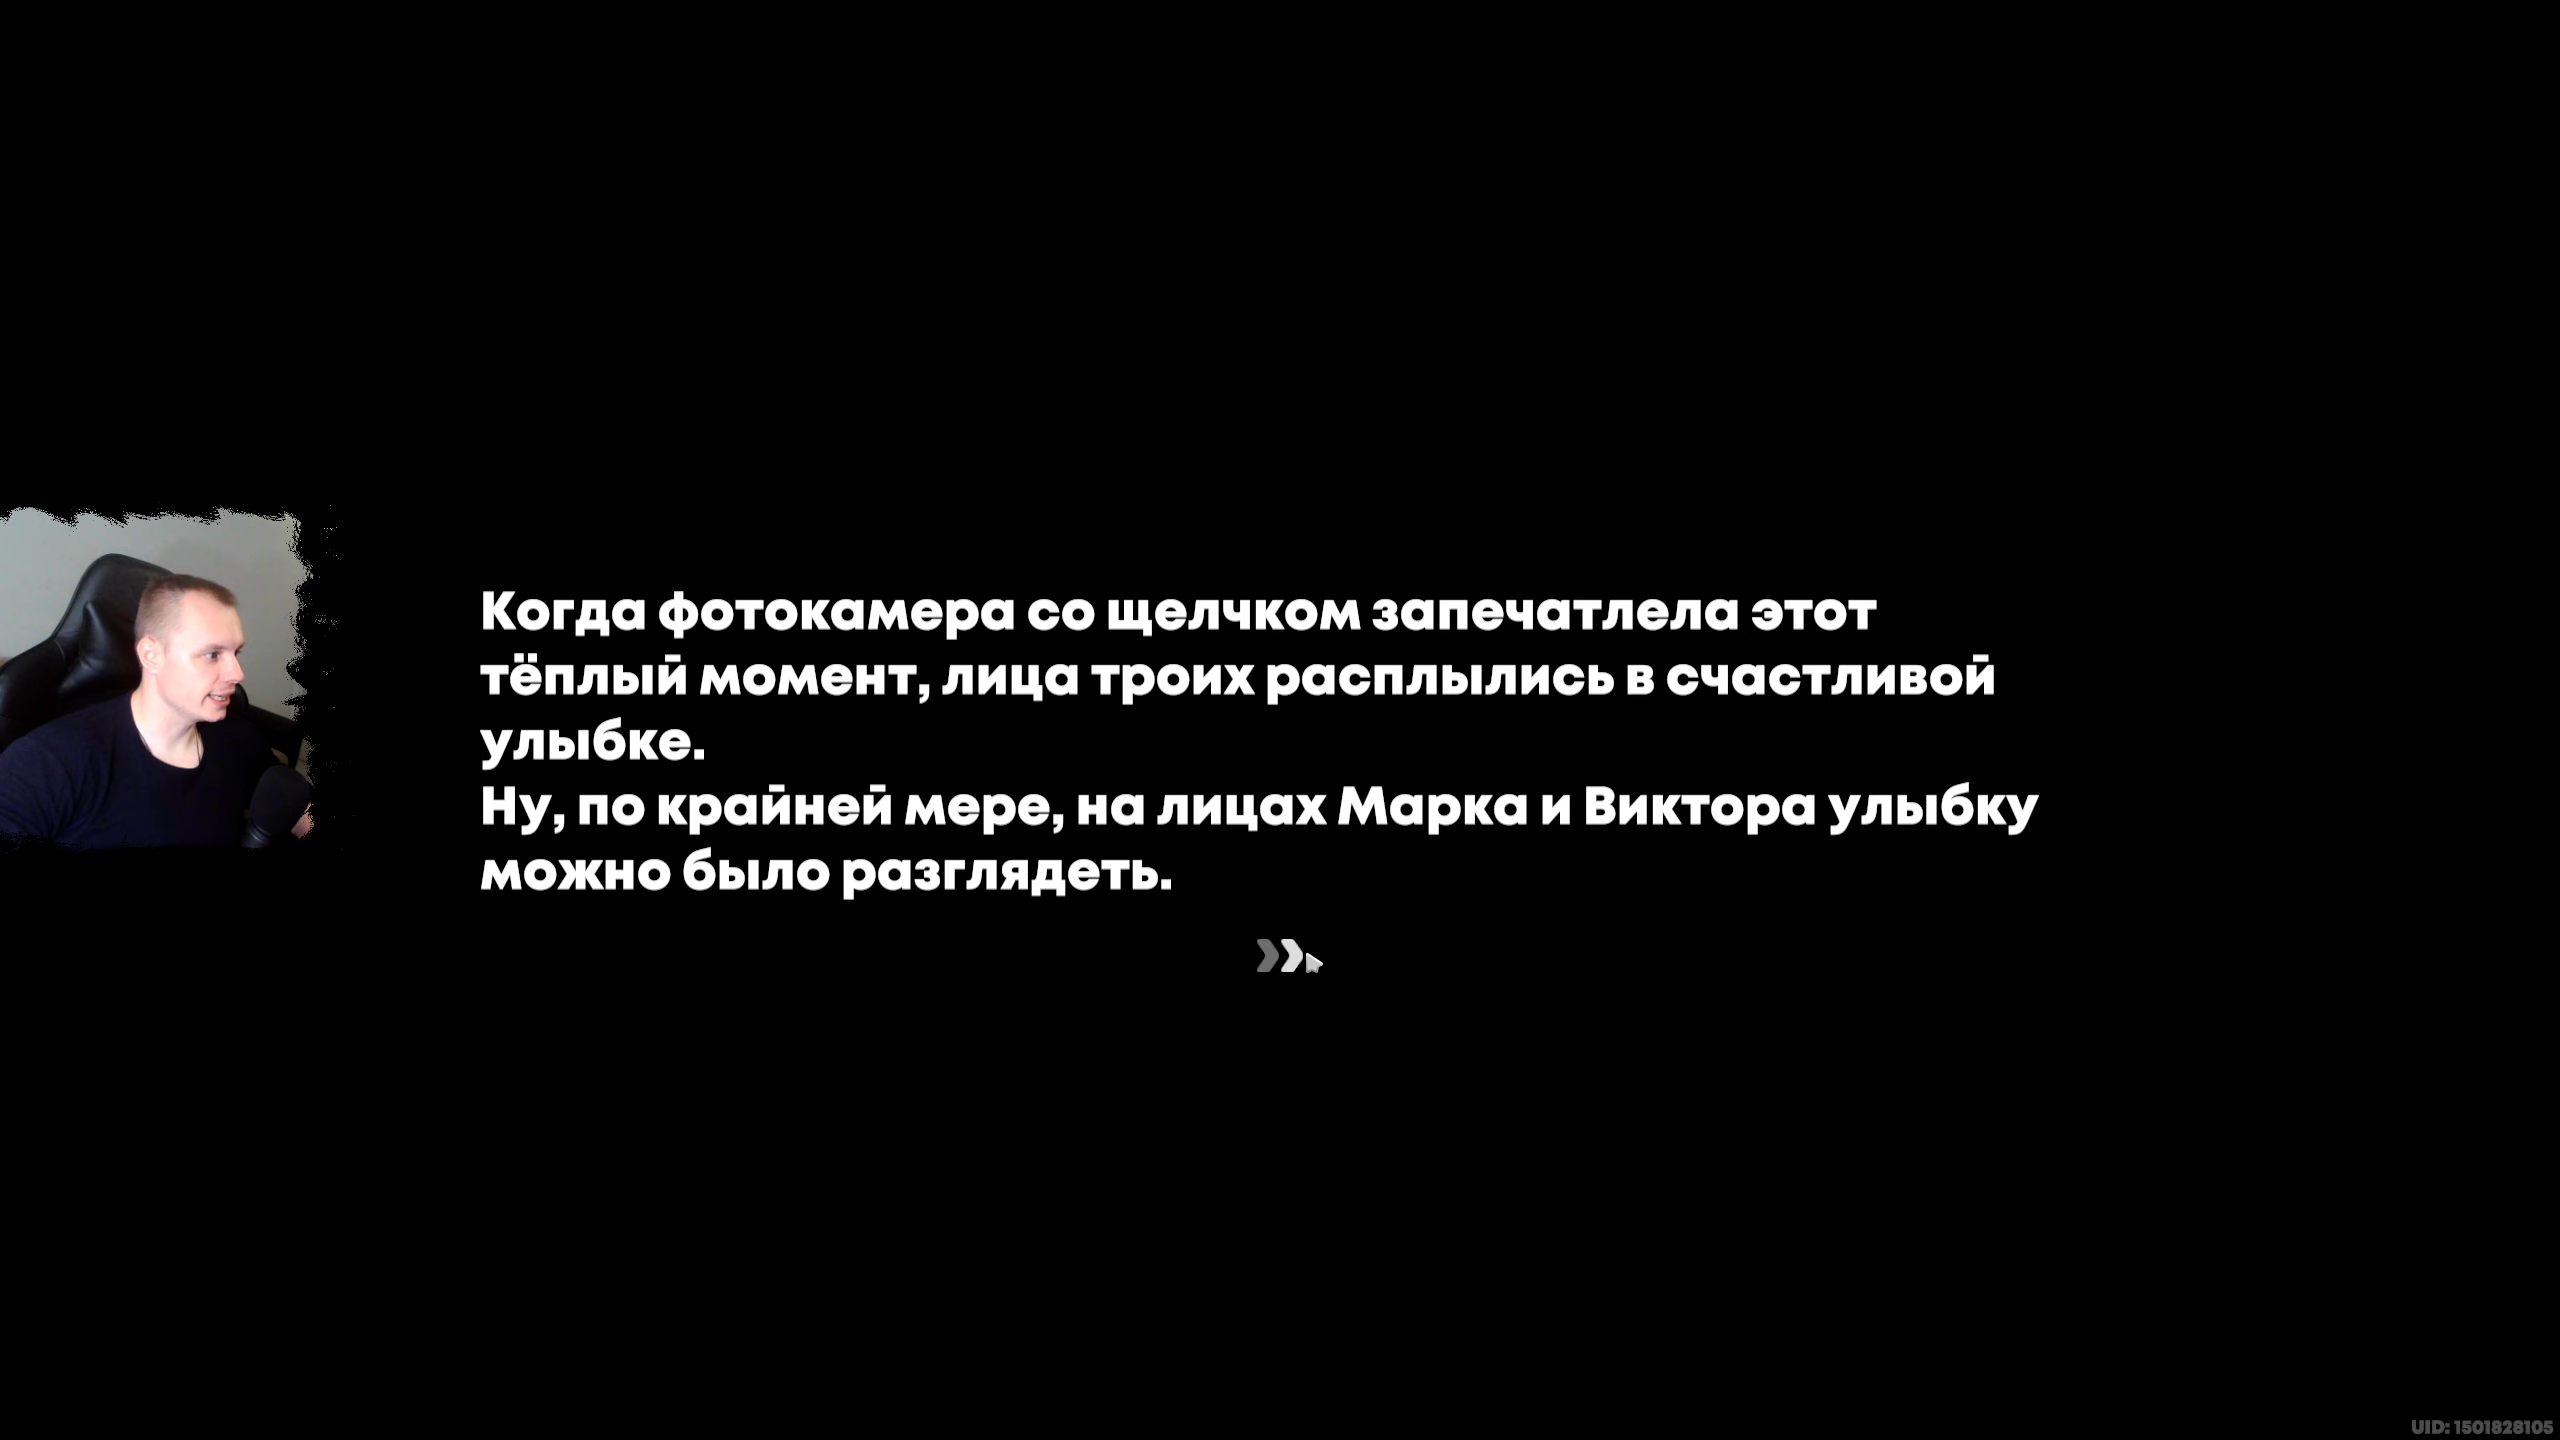 Когда фотокамера со щелчком запечатлела этот
тёплый момент, лица троих расплылись в счастливой
улыбке.
Ну, по крайней мере, на лицах Марка и Виктора улыбку
можно было разглядеть.
UID: 1501828105